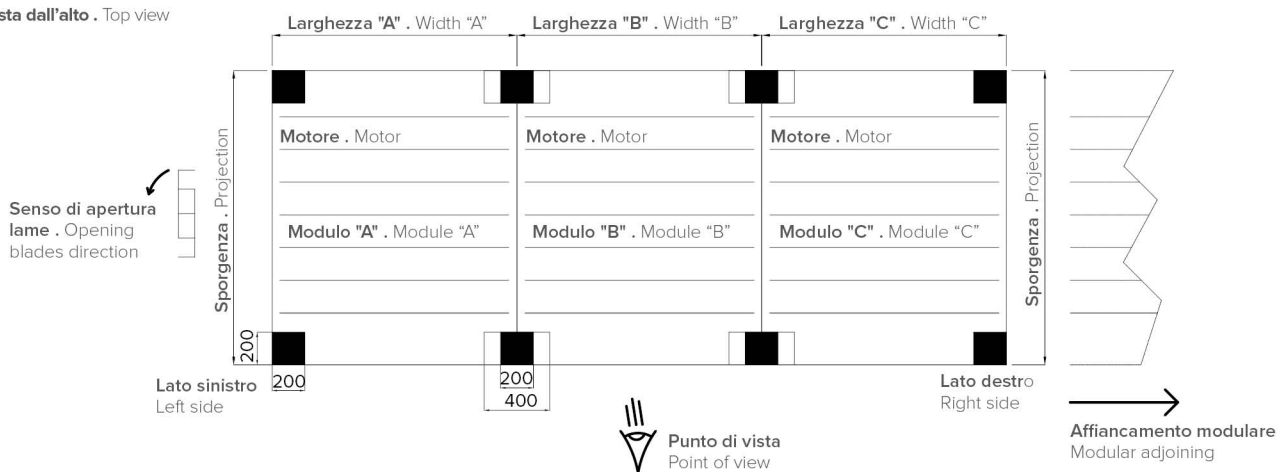 sta dall'alto . Top view
Larghezza "A" . Width “A”
Larghezza "B" . Width “B”
Larghezza "C" . Width “C”
Motore . Motor
Motore . Motor
Motore . Motor
Sporgenza . Projection
Sporgenza . Projection
Senso di apertura
lame . Opening
blades direction
Modulo "A" . Module “A”
Modulo "B" . Module “B”
Modulo "C" . Module “C”
200
200
200
400
Lato sinistro
Left side
Lato destro
Right side
Punto di vista
Point of view
Affiancamento modulare
Modular adjoining